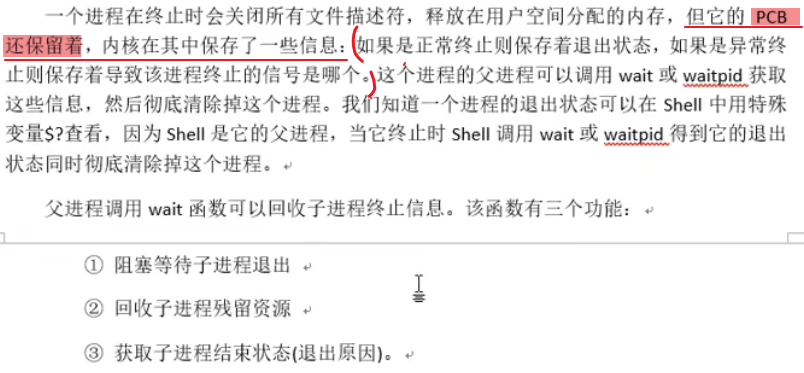 一个进程在终止时会关闭所有文件描述符，释放在用户空间分配的内存，但它的 PCB
还保留着，内核在其中保存了一些信息：如果是正常终止则保存着退出状态，如果是异常终
止则保存着导致该进程终止的信号是哪个。这个进程的父进程可以调用 wait 或 waitpid 获取
这些信息，然后彻底清除掉这个进程。我们知道一个进程的退出状态可以在 Shell 中用特殊
变量$?查看，因为 Shell 是它的父进程，当它终止时 Shell 调用 wait 或 waitpid 得到它的退出
状态同时彻底清除掉这个进程。
父进程调用 wait 函数可以回收子进程终止信息。该函数有三个功能：
① 阻塞等待子进程退出
② 回收子进程残留资源
③ 获取子进程结束状态(退出原因)。